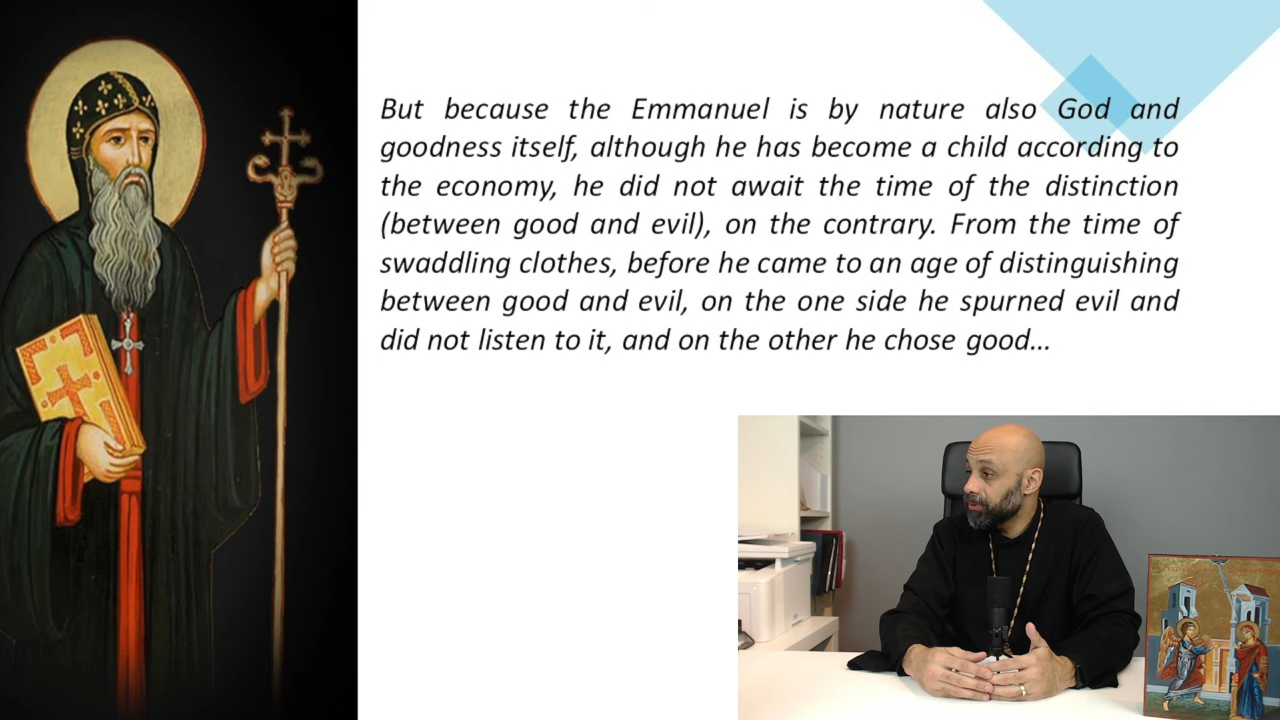 But because the Emmanuel is by nature also God and
goodness itself, although he has become a child according to
the economy, he did not await the time of the distinction
(between good and evil), on the contrary. From the time of
swaddling clothes, before he came to an age of distinguishing
between good and evil, on the one side he spurned evil and
did not listen to it, and on the other he chose good...